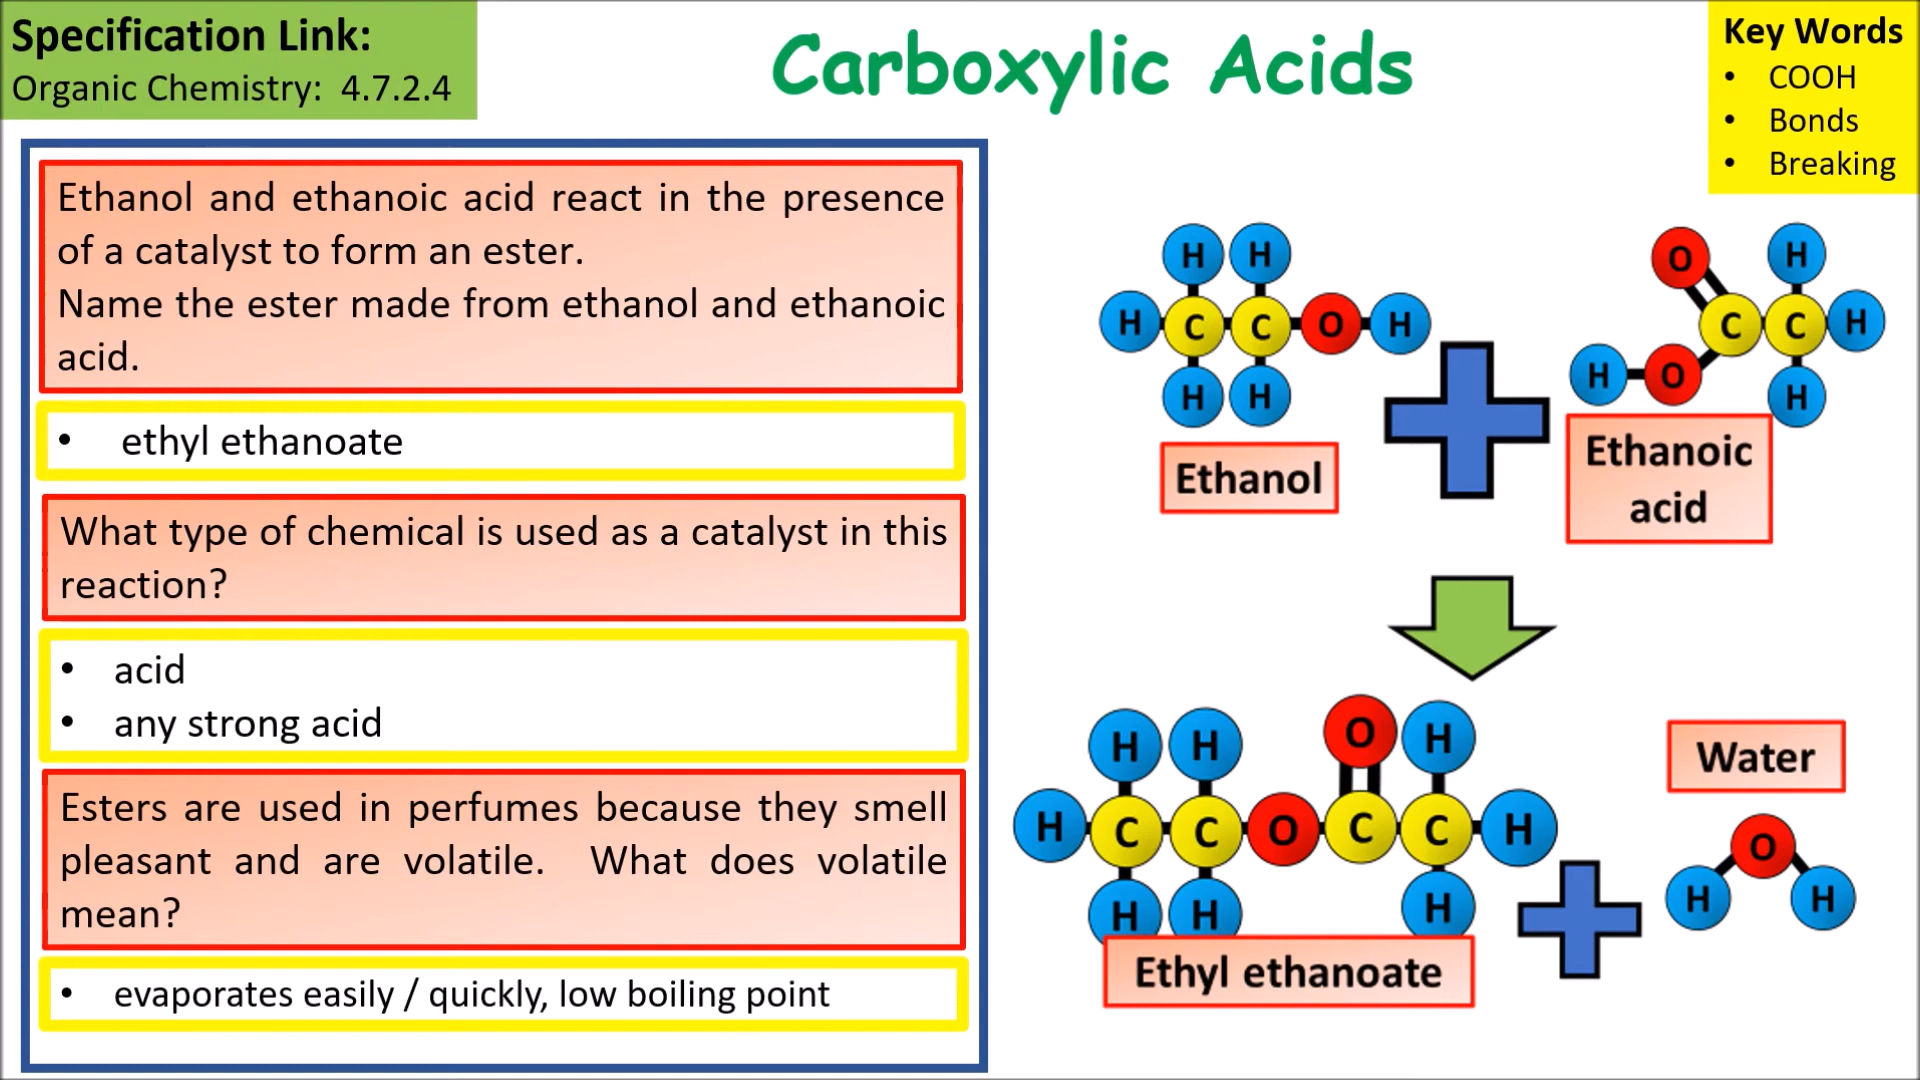 Specification Link:
Organic Chemistry: 4.7.2.4
Carboxylic Acids
Key Words
• COOH
• Bonds
• Breaking
Ethanol and ethanoic acid react in the presence
of a catalyst to form an ester.
Name the ester made from ethanol and ethanoic
acid.
• ethyl ethanoate
What type of chemical is used as a catalyst in this
reaction?
• acid
• any strong acid
Esters are used in perfumes because they smell
pleasant and are volatile. What does volatile
mean?
• evaporates easily / quickly, low boiling point
H H
H C C O H
H H
Ethanol
O H
C C H
H O
H
Ethanoic
acid
H H O H
H C C O C C H
H H H
Ethyl ethanoate
Water
O
H H